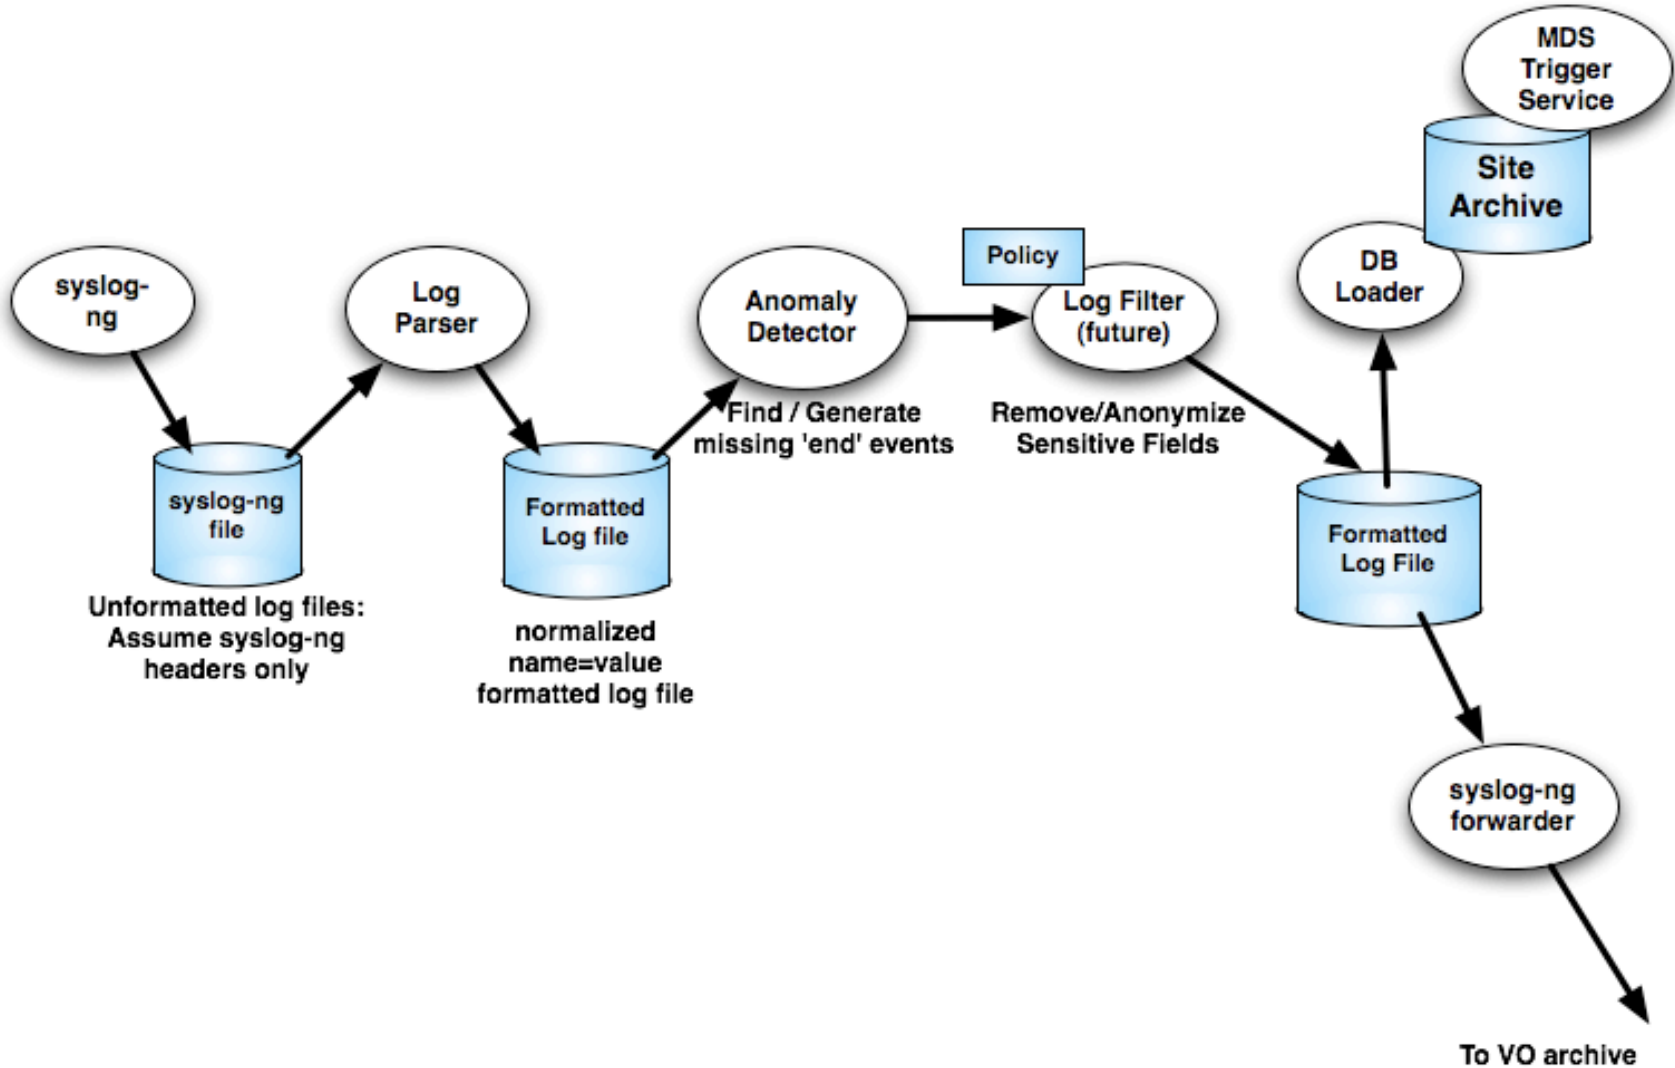 MDS
Trigger
Service
Site
Archive
DB
Loader
Policy
syslog-
ng
Log
Parser
Anomaly
Detector
Log Filter
(future)
Find / Generate
missing 'end' events
Remove/Anonymize
Sensitive Fields
syslog-ng
file
Formatted
Log file
Formatted
Log File
Unformatted log files:
Assume syslog-ng
headers only
normalized
name=value
formatted log file
syslog-ng
forwarder
To VO archive